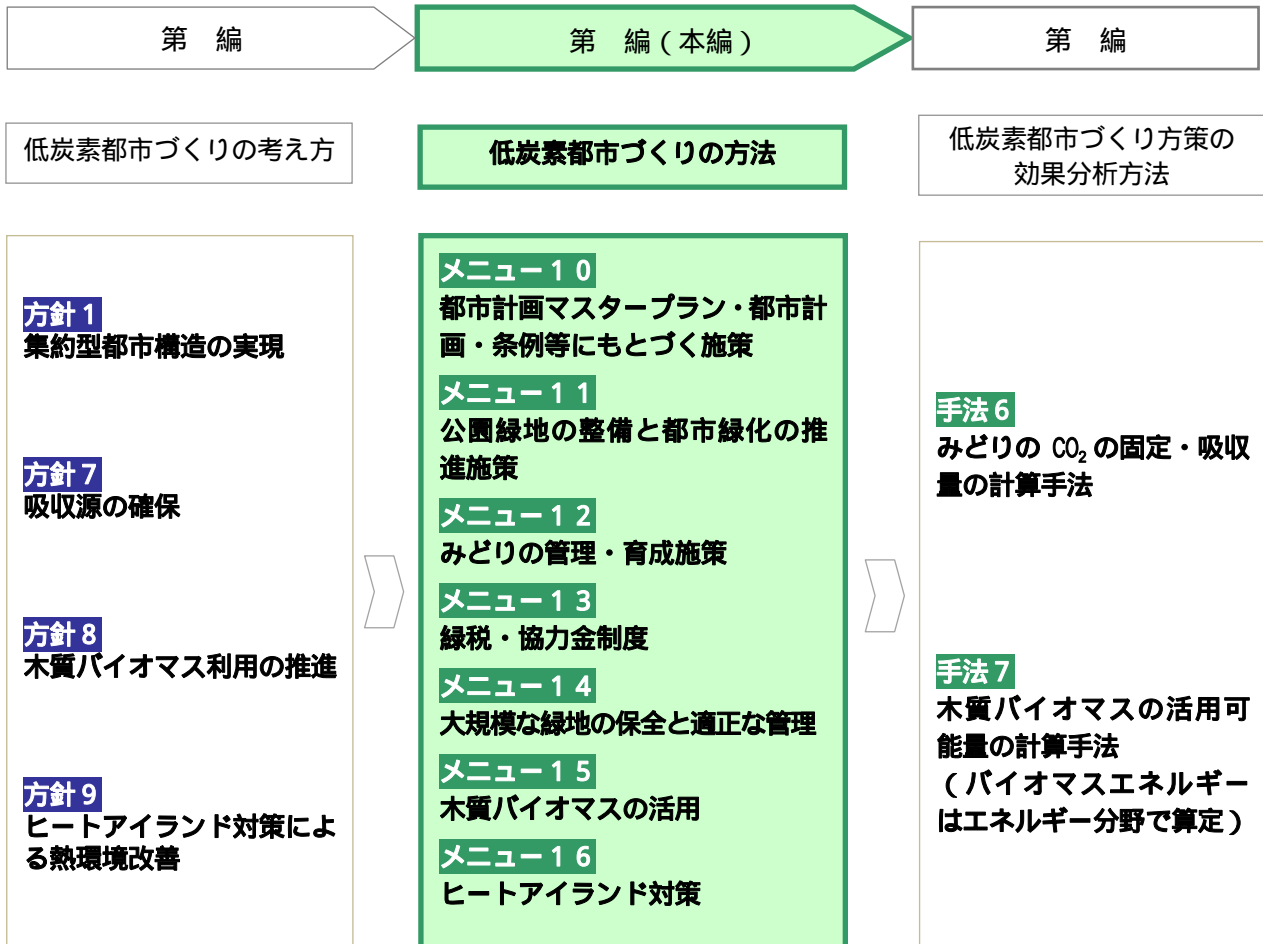 第　編
第　編（本編）
第　編
低炭素都市づくりの考え方
低炭素都市づくりの方法
低炭素都市づくり方策の
効果分析方法
方針１
集約型都市構造の実現
方針７
吸収源の確保
方針８
木質バイオマス利用の推進
方針９
ヒートアイランド対策によ
る熱環境改善
メニュー１０
都市計画マスタープラン・都市計
画・条例等にもとづく施策
メニュー１１
公園緑地の整備と都市緑化の推
進施策
メニュー１２
みどりの管理・育成施策
メニュー１３
緑税・協力金制度
メニュー１４
大規模な緑地の保全と適正な管理
メニュー１５
木質バイオマスの活用
メニュー１６
ヒートアイランド対策
手法６
みどりの CO₂の固定・吸収
量の計算手法
手法７
木質バイオマスの活用可
能量の計算手法
（バイオマスエネルギー
はエネルギー分野で算定）